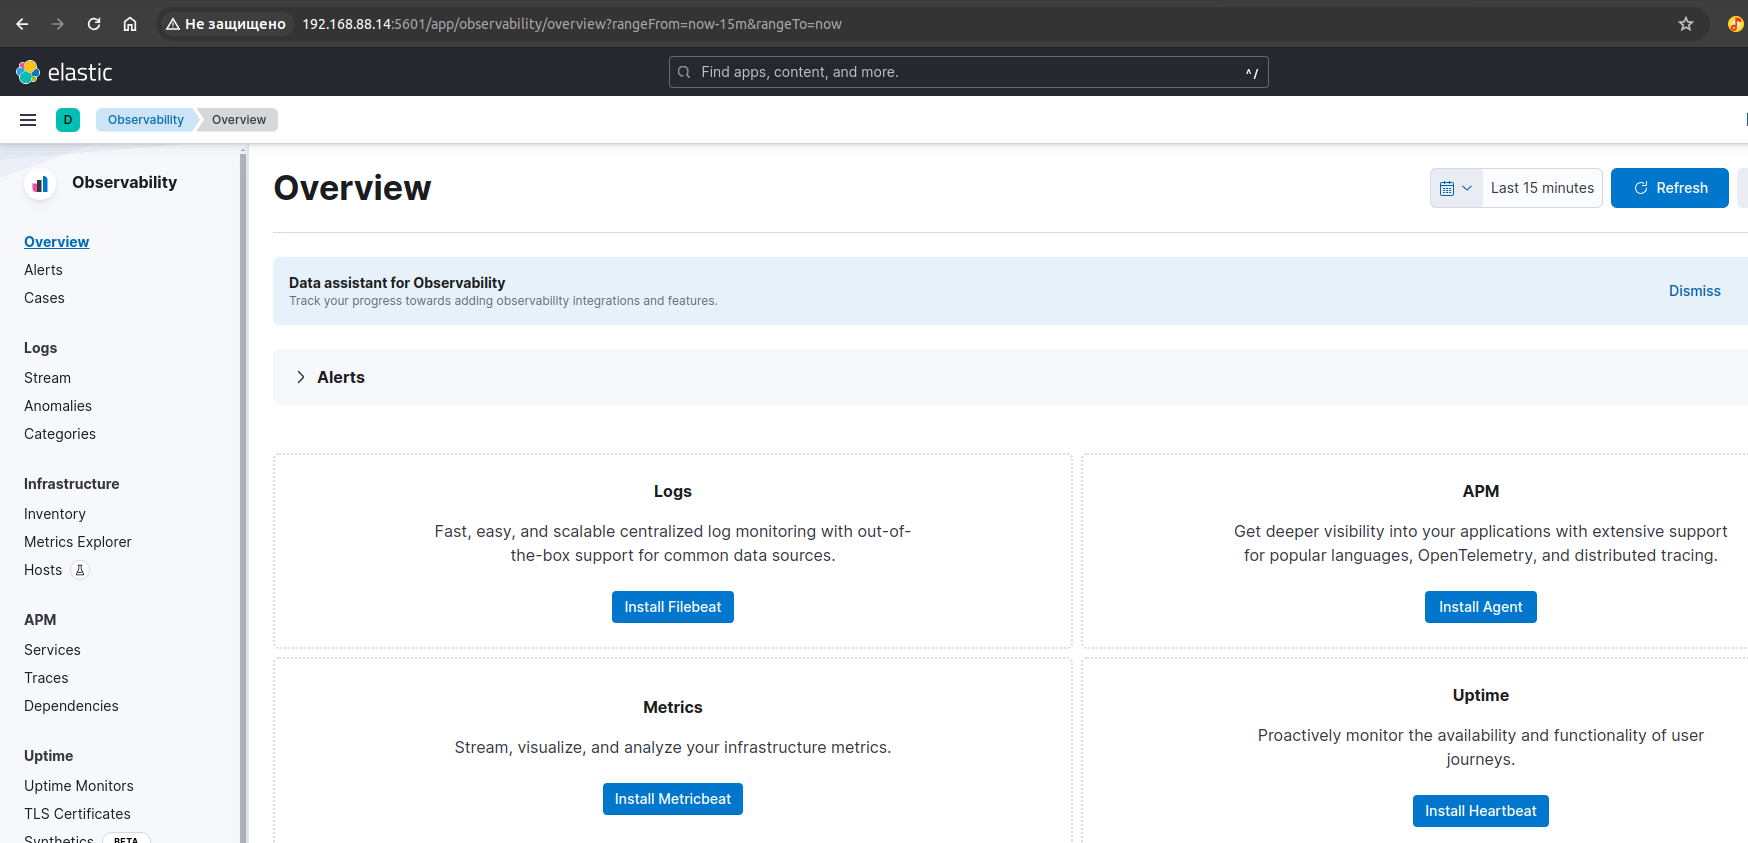 Не защищено 192.168.88.14:5601/app/observability/overview?rangeFrom=now-15m&rangeTo=now
elastic
Find apps, content, and more.
^/
D
Observability
Overview
Observability
Overview
Alerts
Cases
Logs
Stream
Anomalies
Categories
Infrastructure
Inventory
Metrics Explorer
Hosts
APM
Services
Traces
Dependencies
Uptime
Uptime Monitors
TLS Certificates
Synthetics BETA
Overview
Last 15 minutes
Refresh
Data assistant for Observability
Track your progress towards adding observability integrations and features.
Dismiss
Alerts
Logs
Fast, easy, and scalable centralized log monitoring with out-of-
the-box support for common data sources.
Install Filebeat
APM
Get deeper visibility into your applications with extensive support
for popular languages, OpenTelemetry, and distributed tracing.
Install Agent
Metrics
Stream, visualize, and analyze your infrastructure metrics.
Install Metricbeat
Uptime
Proactively monitor the availability and functionality of user
journeys.
Install Heartbeat